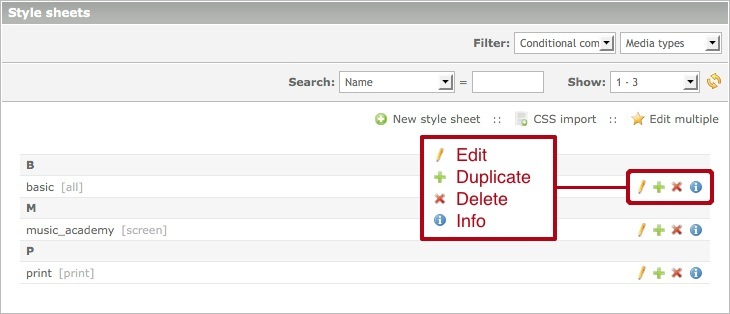 Style sheets
Filter: Conditional com Media types
Search: Name = Show: 1 - 3
New style sheet :: CSS import :: Edit multiple
Edit
Duplicate
Delete
Info
B
basic [all]
M
music_academy [screen]
P
print [print]